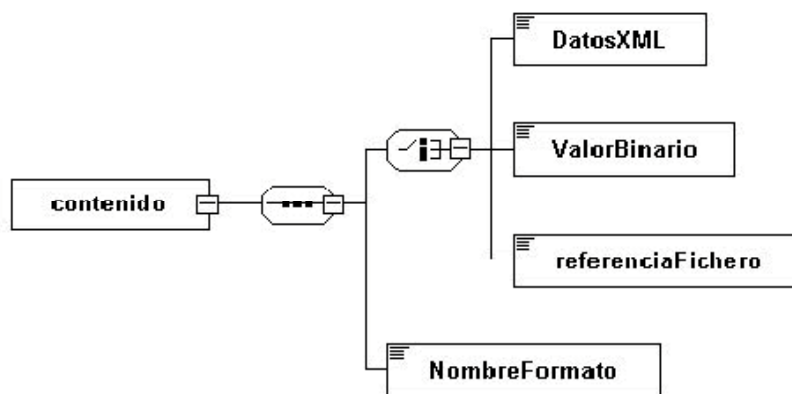 DatosXML
ValorBinario
contenido
referenciaFichero
NombreFormato